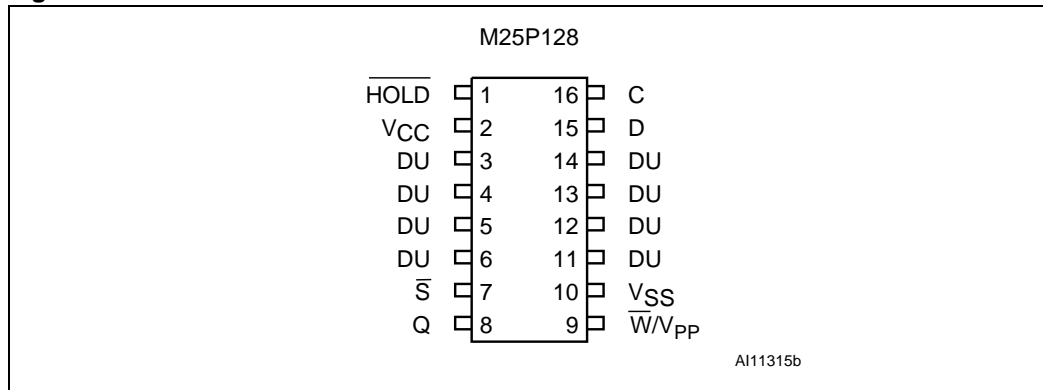 M25P128
HOLD 1 16 C
VCC 2 15 D
DU 3 14 DU
DU 4 13 DU
DU 5 12 DU
DU 6 11 DU
S 7 10 VSS
Q 8 9 W/VPP
AI11315b